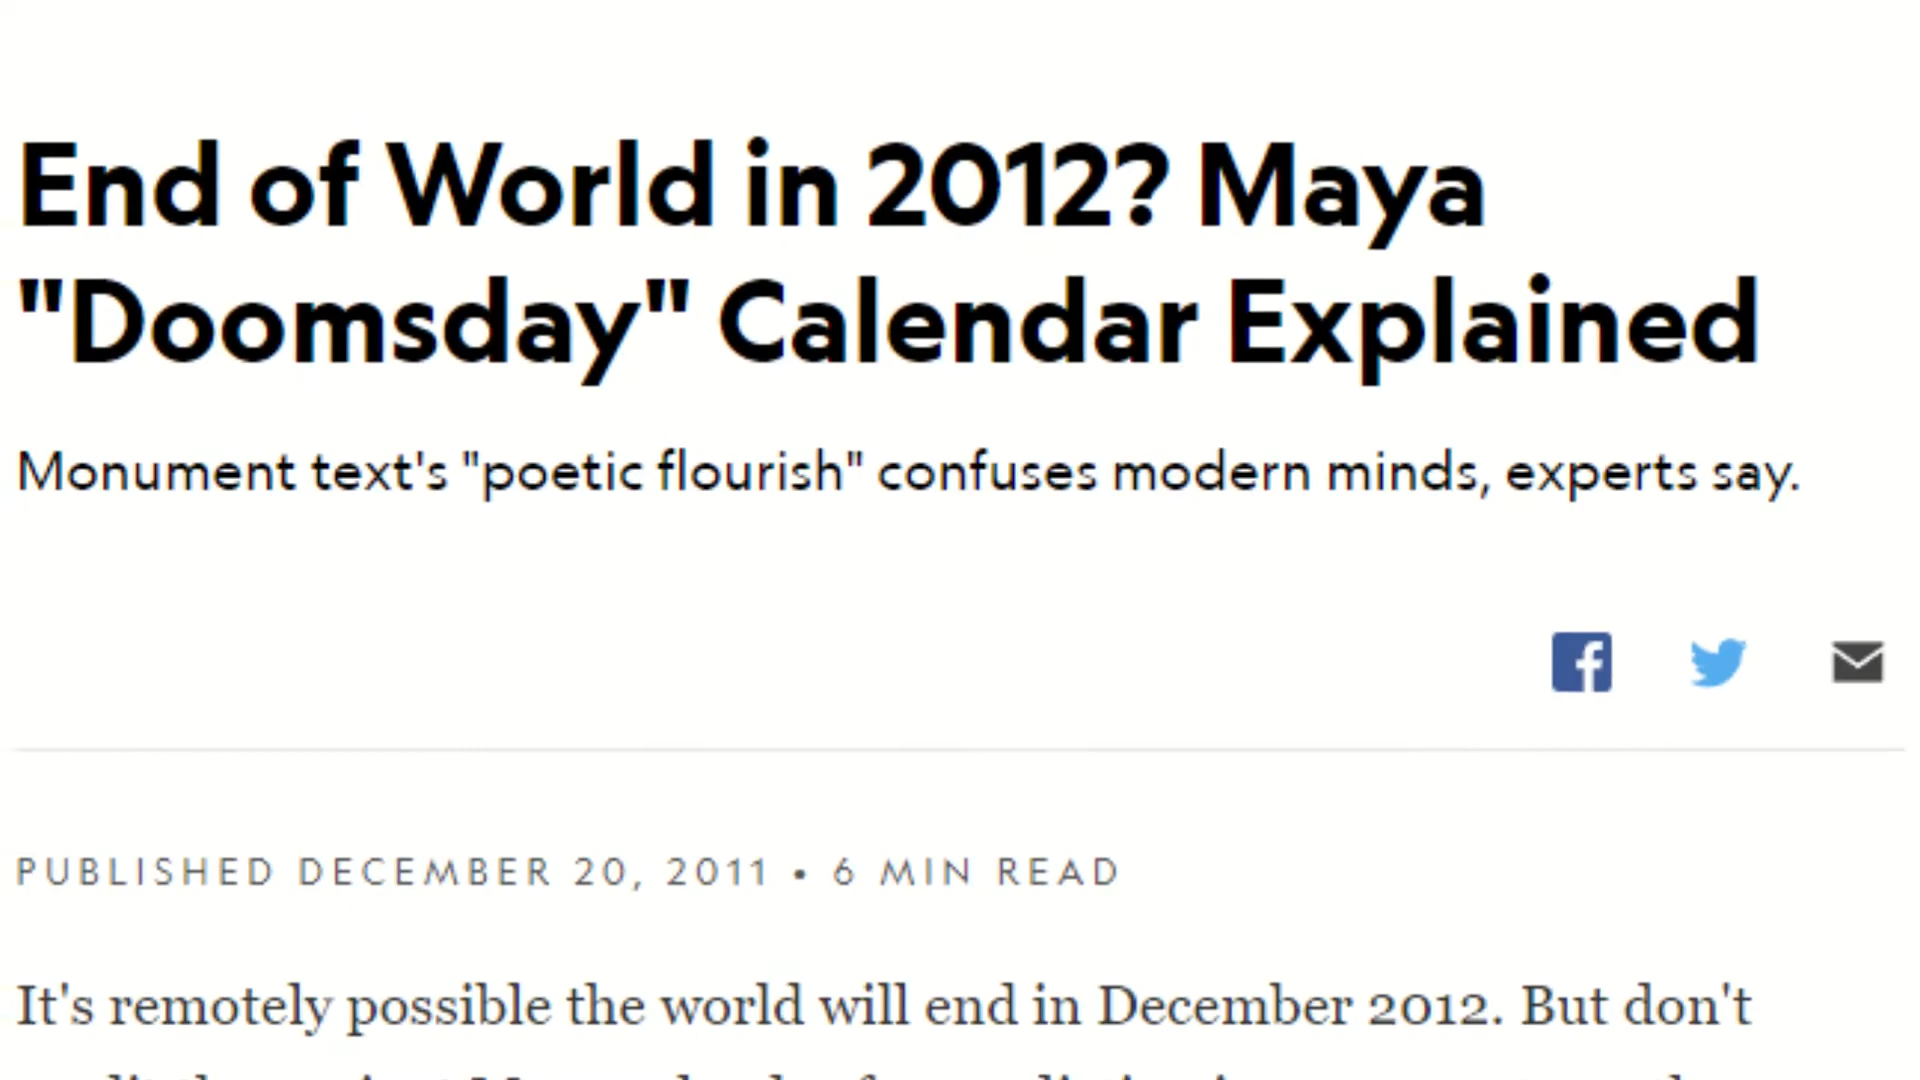 End of World in 2012? Maya
"Doomsday" Calendar Explained
Monument text's "poetic flourish" confuses modern minds, experts say.
PUBLISHED DECEMBER 20, 2011 • 6 MIN READ
It's remotely possible the world will end in December 2012. But don't